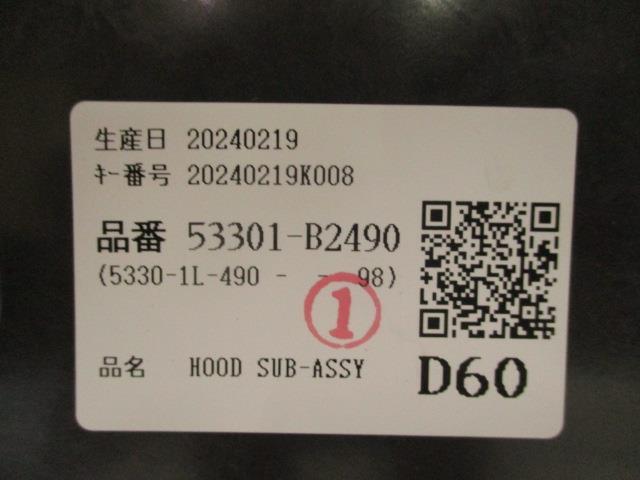 生産日 20240219
ｷｰ番号 20240219K008
品番 53301-B2490
(5330-1L-490 - - 98)
①
品名 HOOD SUB-ASSY
D60